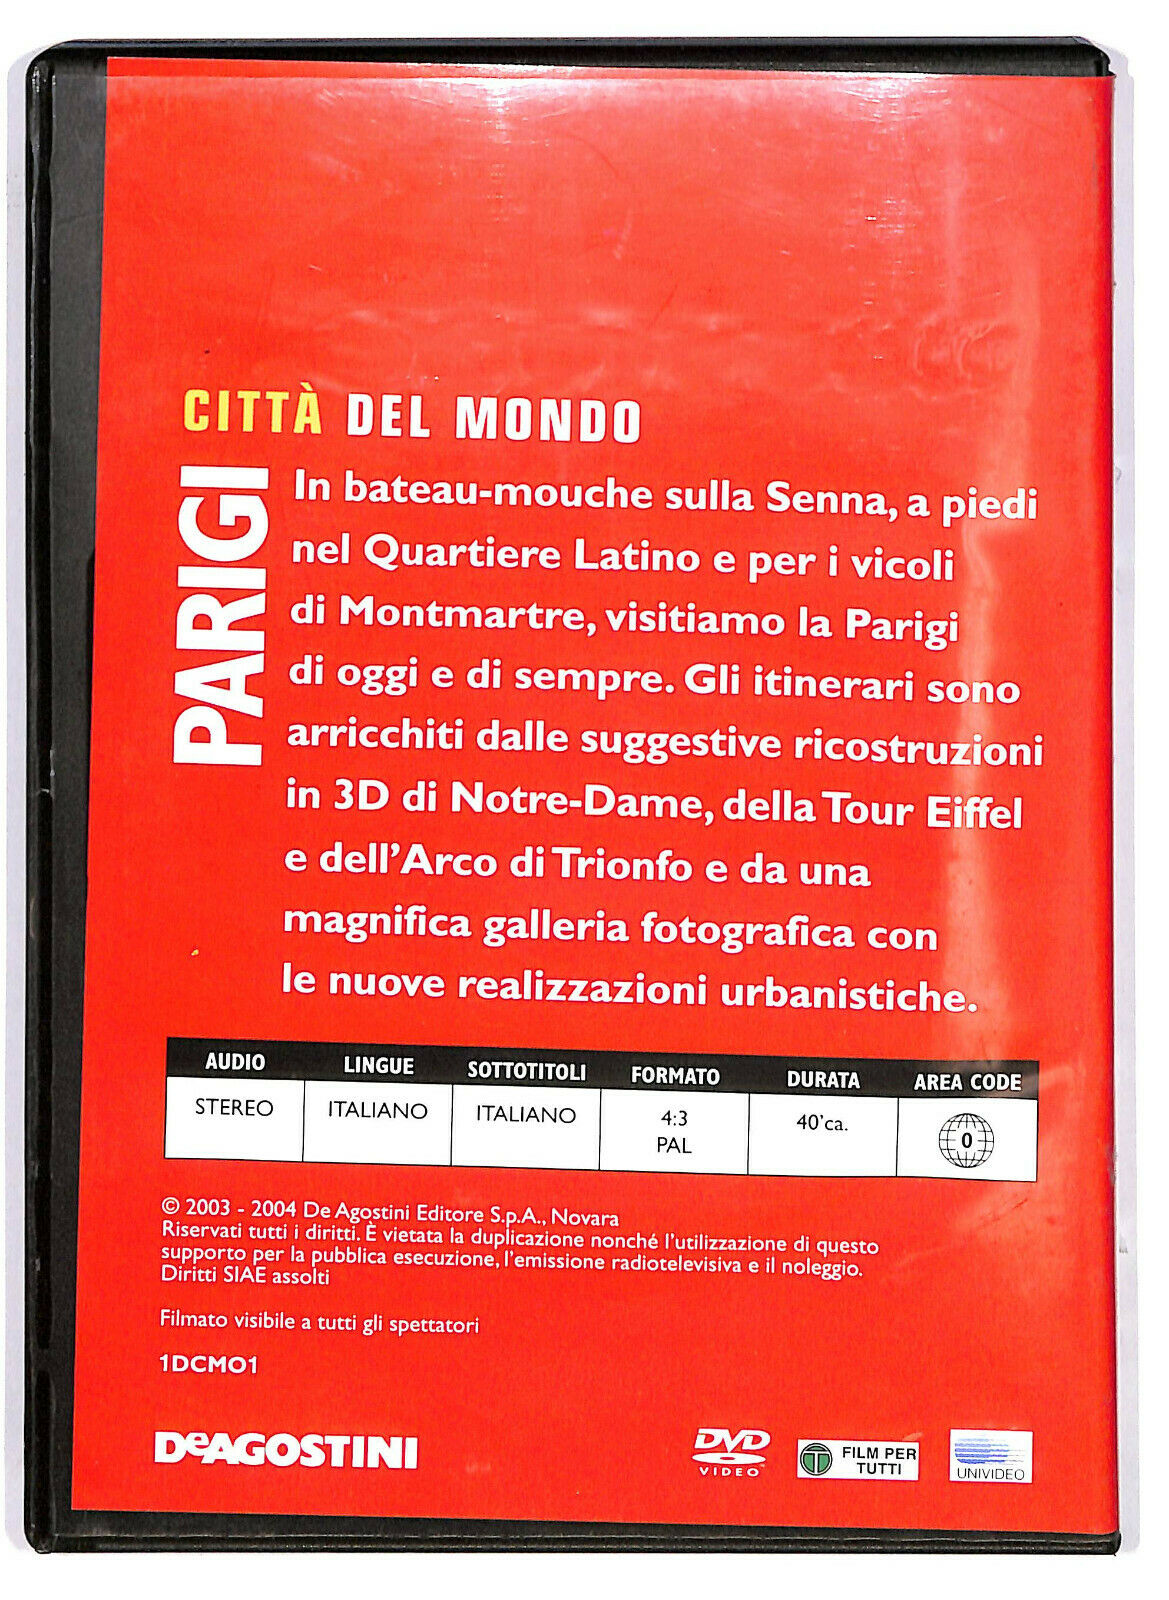 CITTÀ DEL MONDO
PARIGI
In bateau-mouche sulla Senna, a piedi
nel Quartiere Latino e per i vicoli
di Montmartre, visitiamo la Parigi
di oggi e di sempre. Gli itinerari sono
arricchiti dalle suggestive ricostruzioni
in 3D di Notre-Dame, della Tour Eiffel
e dell'Arco di Trionfo e da una
magnifica galleria fotografica con
le nuove realizzazioni urbanistiche.
AUDIO LINGUE SOTTOTITOLI FORMATO DURATA AREA CODE
STEREO ITALIANO ITALIANO 4:3 40'ca. 0
PAL
© 2003 - 2004 De Agostini Editore S.p.A., Novara
Riservati tutti i diritti. È vietata la duplicazione nonché l'utilizzazione di questo
supporto per la pubblica esecuzione, l'emissione radiotelevisiva e il noleggio.
Diritti SIAE assolti
Filmato visibile a tutti gli spettatori
1DCMO1
DeAGOSTINI
DVD
VIDEO
T FILM PER
TUTTI
UNIVIDEO